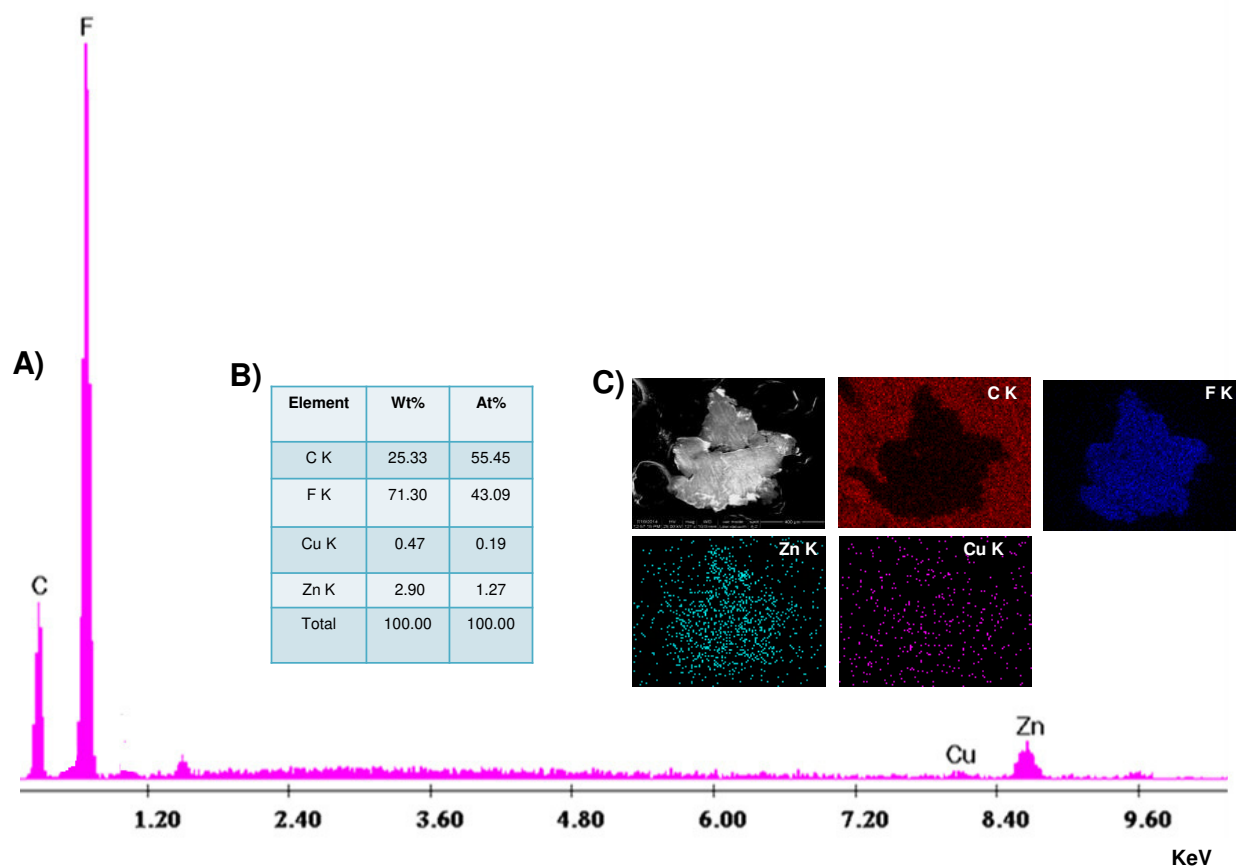 F
A)
B)
C)
Element Wt% At%
C K 25.33 55.45
F K 71.30 43.09
Cu K 0.47 0.19
Zn K 2.90 1.27
Total 100.00 100.00
C K
F K
Zn K
Cu K
C
Cu
Zn
1.20 2.40 3.60 4.80 6.00 7.20 8.40 9.60
KeV